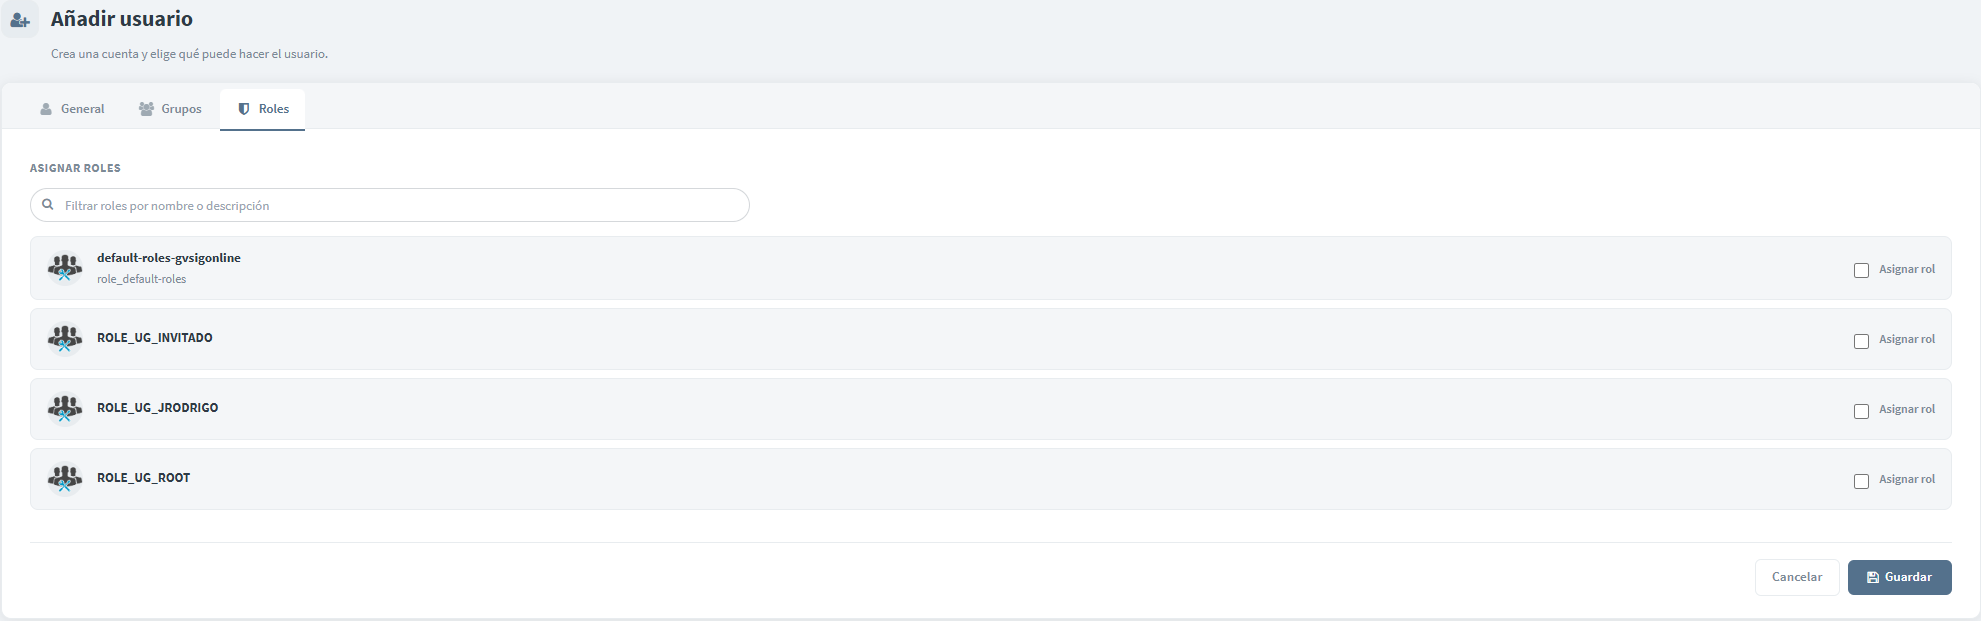 Añadir usuario
Crea una cuenta y elige qué puede hacer el usuario.
General Grupos Roles
ASIGNAR ROLES
Filtrar roles por nombre o descripción
default-roles-gvsigonline
role_default-roles
Asignar rol
ROLE_UG_INVITADO
Asignar rol
ROLE_UG_JRODRIGO
Asignar rol
ROLE_UG_ROOT
Asignar rol
Cancelar Guardar